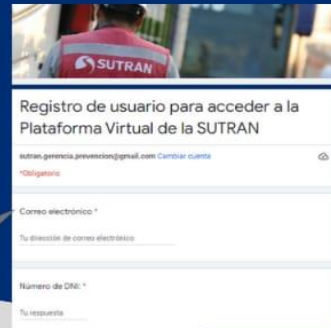 SUTRAN
Registro de usuario para acceder a la
Plataforma Virtual de la SUTRAN
sutran.gerencia.prevencion@gmail.com Cambiar cuenta
*Obligatorio
Correo electrónico *
Tu dirección de correo electrónico
Número de DNI: *
Tu respuesta